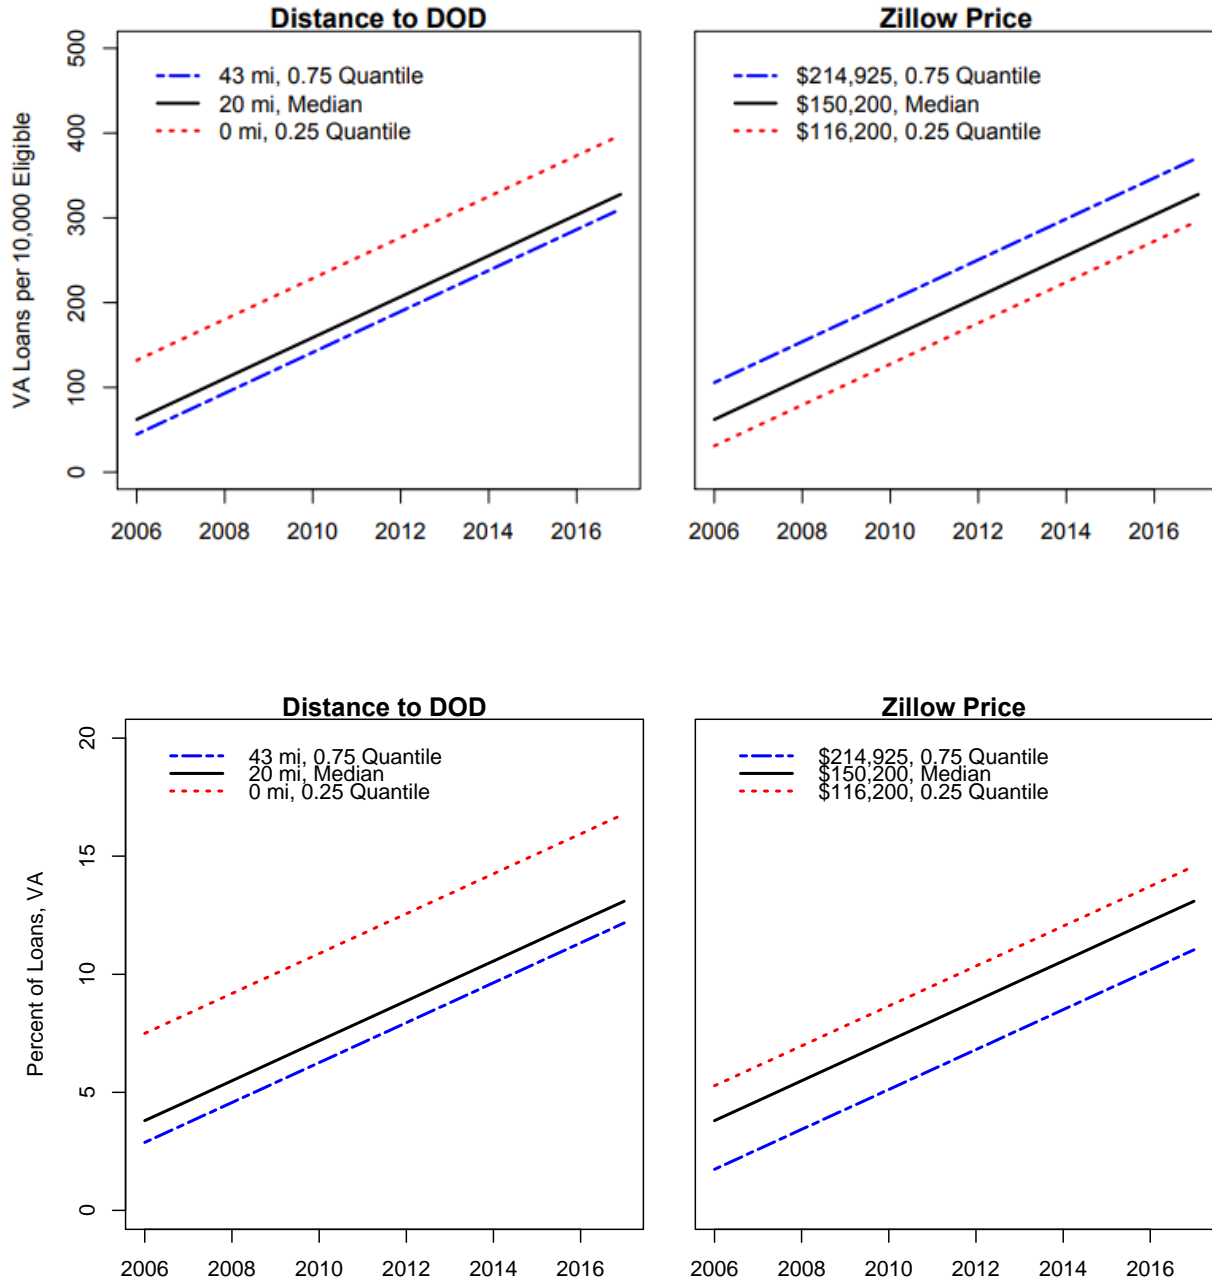 Distance to DOD
Zillow Price
VA Loans per 10,000 Eligible
500
400
300
200
100
0
43 mi, 0.75 Quantile
20 mi, Median
0 mi, 0.25 Quantile
$214,925, 0.75 Quantile
$150,200, Median
$116,200, 0.25 Quantile
2006 2008 2010 2012 2014 2016
2006 2008 2010 2012 2014 2016
Distance to DOD
Zillow Price
Percent of Loans, VA
20
15
10
5
0
43 mi, 0.75 Quantile
20 mi, Median
0 mi, 0.25 Quantile
$214,925, 0.75 Quantile
$150,200, Median
$116,200, 0.25 Quantile
2006 2008 2010 2012 2014 2016
2006 2008 2010 2012 2014 2016